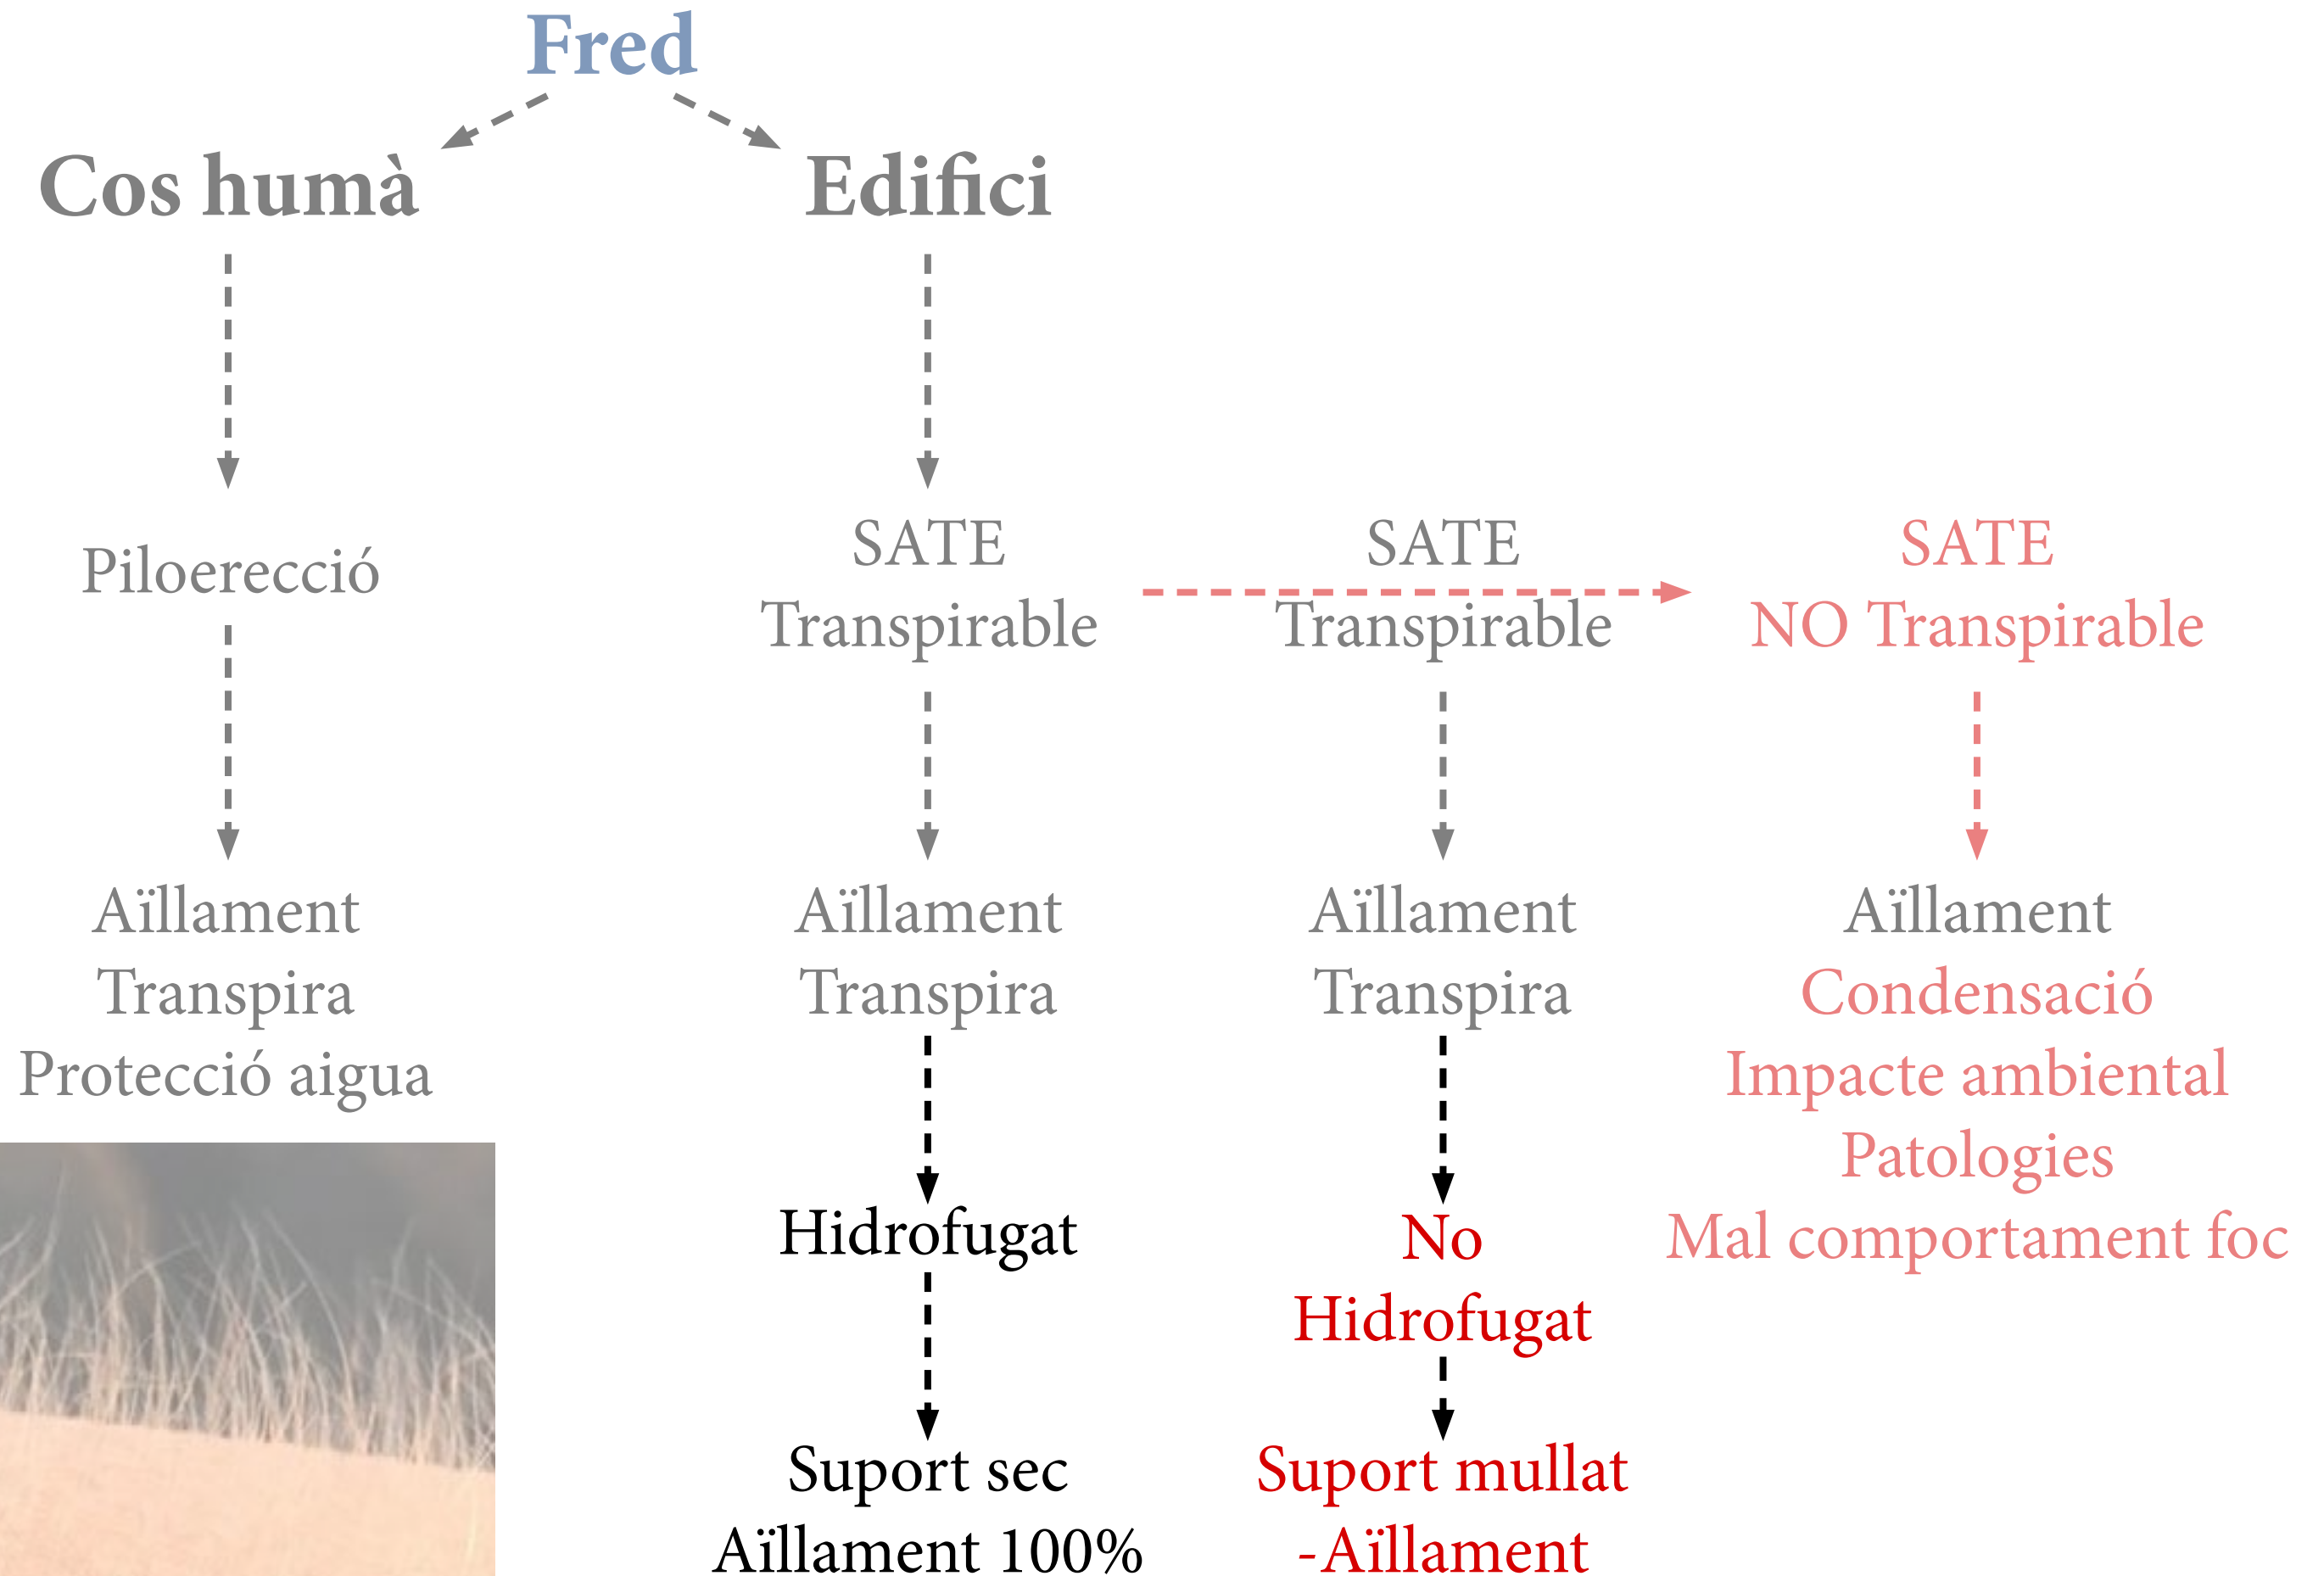 Fred
Cos humà
Edifici
Piloerecció
SATE
Transpirable
SATE
Transpirable
SATE
NO Transpirable
Aïllament
Transpira
Protecció aigua
Aïllament
Transpira
Aïllament
Transpira
Aïllament
Condensació
Impacte ambiental
Patologies
Mal comportament foc
Hidrofugat
No
Hidrofugat
Suport sec
Aïllament 100%
Suport mullat
-Aïllament